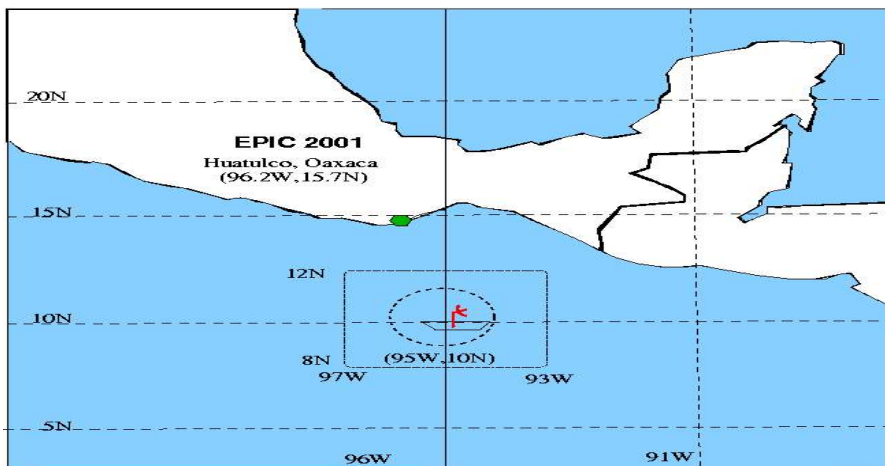 20N
EPIC 2001
Huatulco, Oaxaca
(96.2W,15.7N)
15N
12N
10N
8N
(95W,10N)
97W
93W
5N
96W
91W